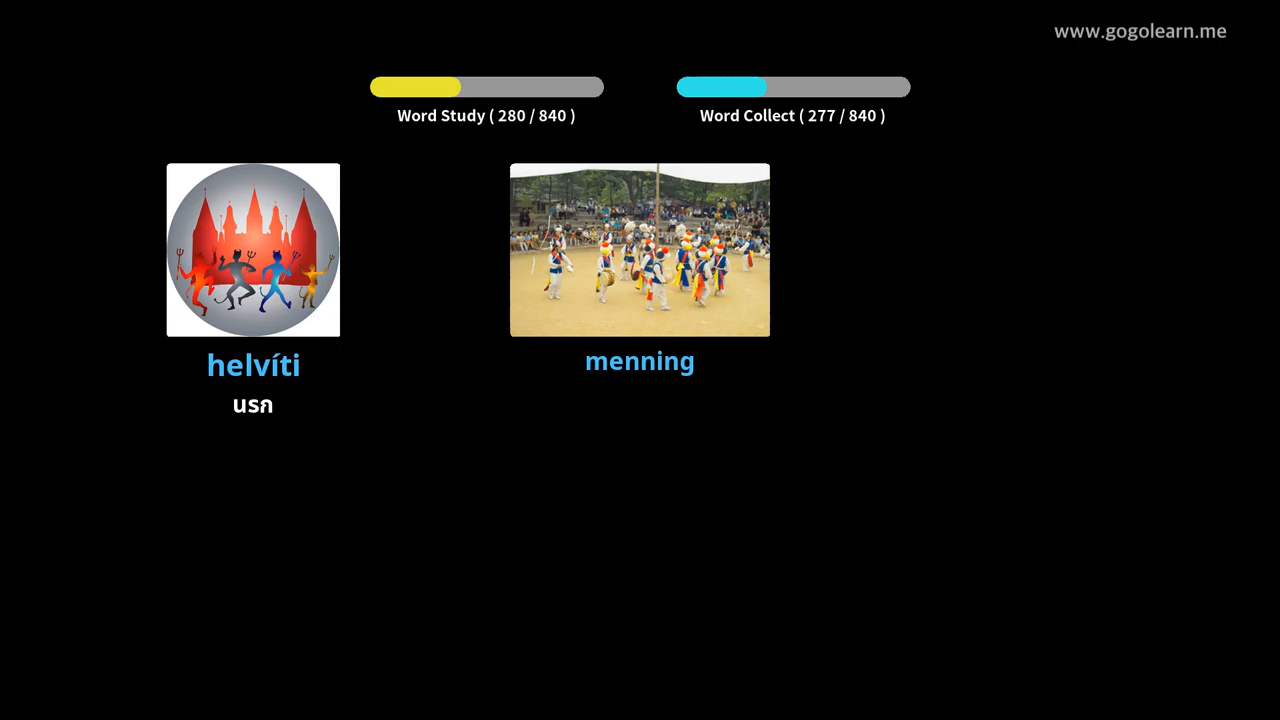 www.gogolearn.me
Word Study ( 280 / 840 )
Word Collect ( 277 / 840 )
helvíti
นรก
menning